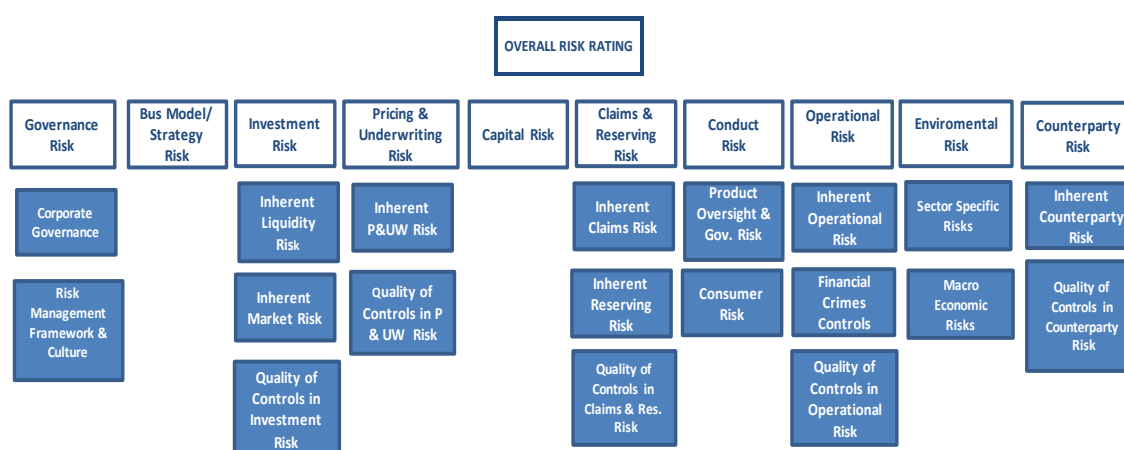 OVERALL RISK RATING
Governance
Risk
Bus Model/
Strategy
Risk
Investment
Risk
Pricing &
Underwriting
Risk
Capital Risk
Claims &
Reserving
Risk
Conduct
Risk
Operational
Risk
Enviromental
Risk
Counterparty
Risk
Corporate
Governance
Inherent
Liquidity
Risk
Inherent
P&UW Risk
Inherent
Claims Risk
Product
Oversight &
Gov. Risk
Inherent
Operational
Risk
Sector Specific
Risks
Inherent
Counterparty
Risk
Risk
Management
Framework &
Culture
Inherent
Market Risk
Quality of
Controls in P
& UW Risk
Inherent
Reserving
Risk
Consumer
Risk
Financial
Crimes
Controls
Macro
Economic
Risks
Quality of
Controls in
Counterparty
Risk
Quality of
Controls in
Investment
Risk
Quality of
Controls in
Claims & Res.
Risk
Quality of
Controls in
Operational
Risk